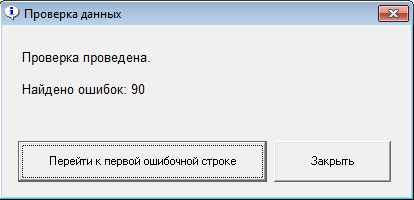 Проверка данных
Проверка проведена.
Найдено ошибок: 90
Перейти к первой ошибочной строке
Закрыть